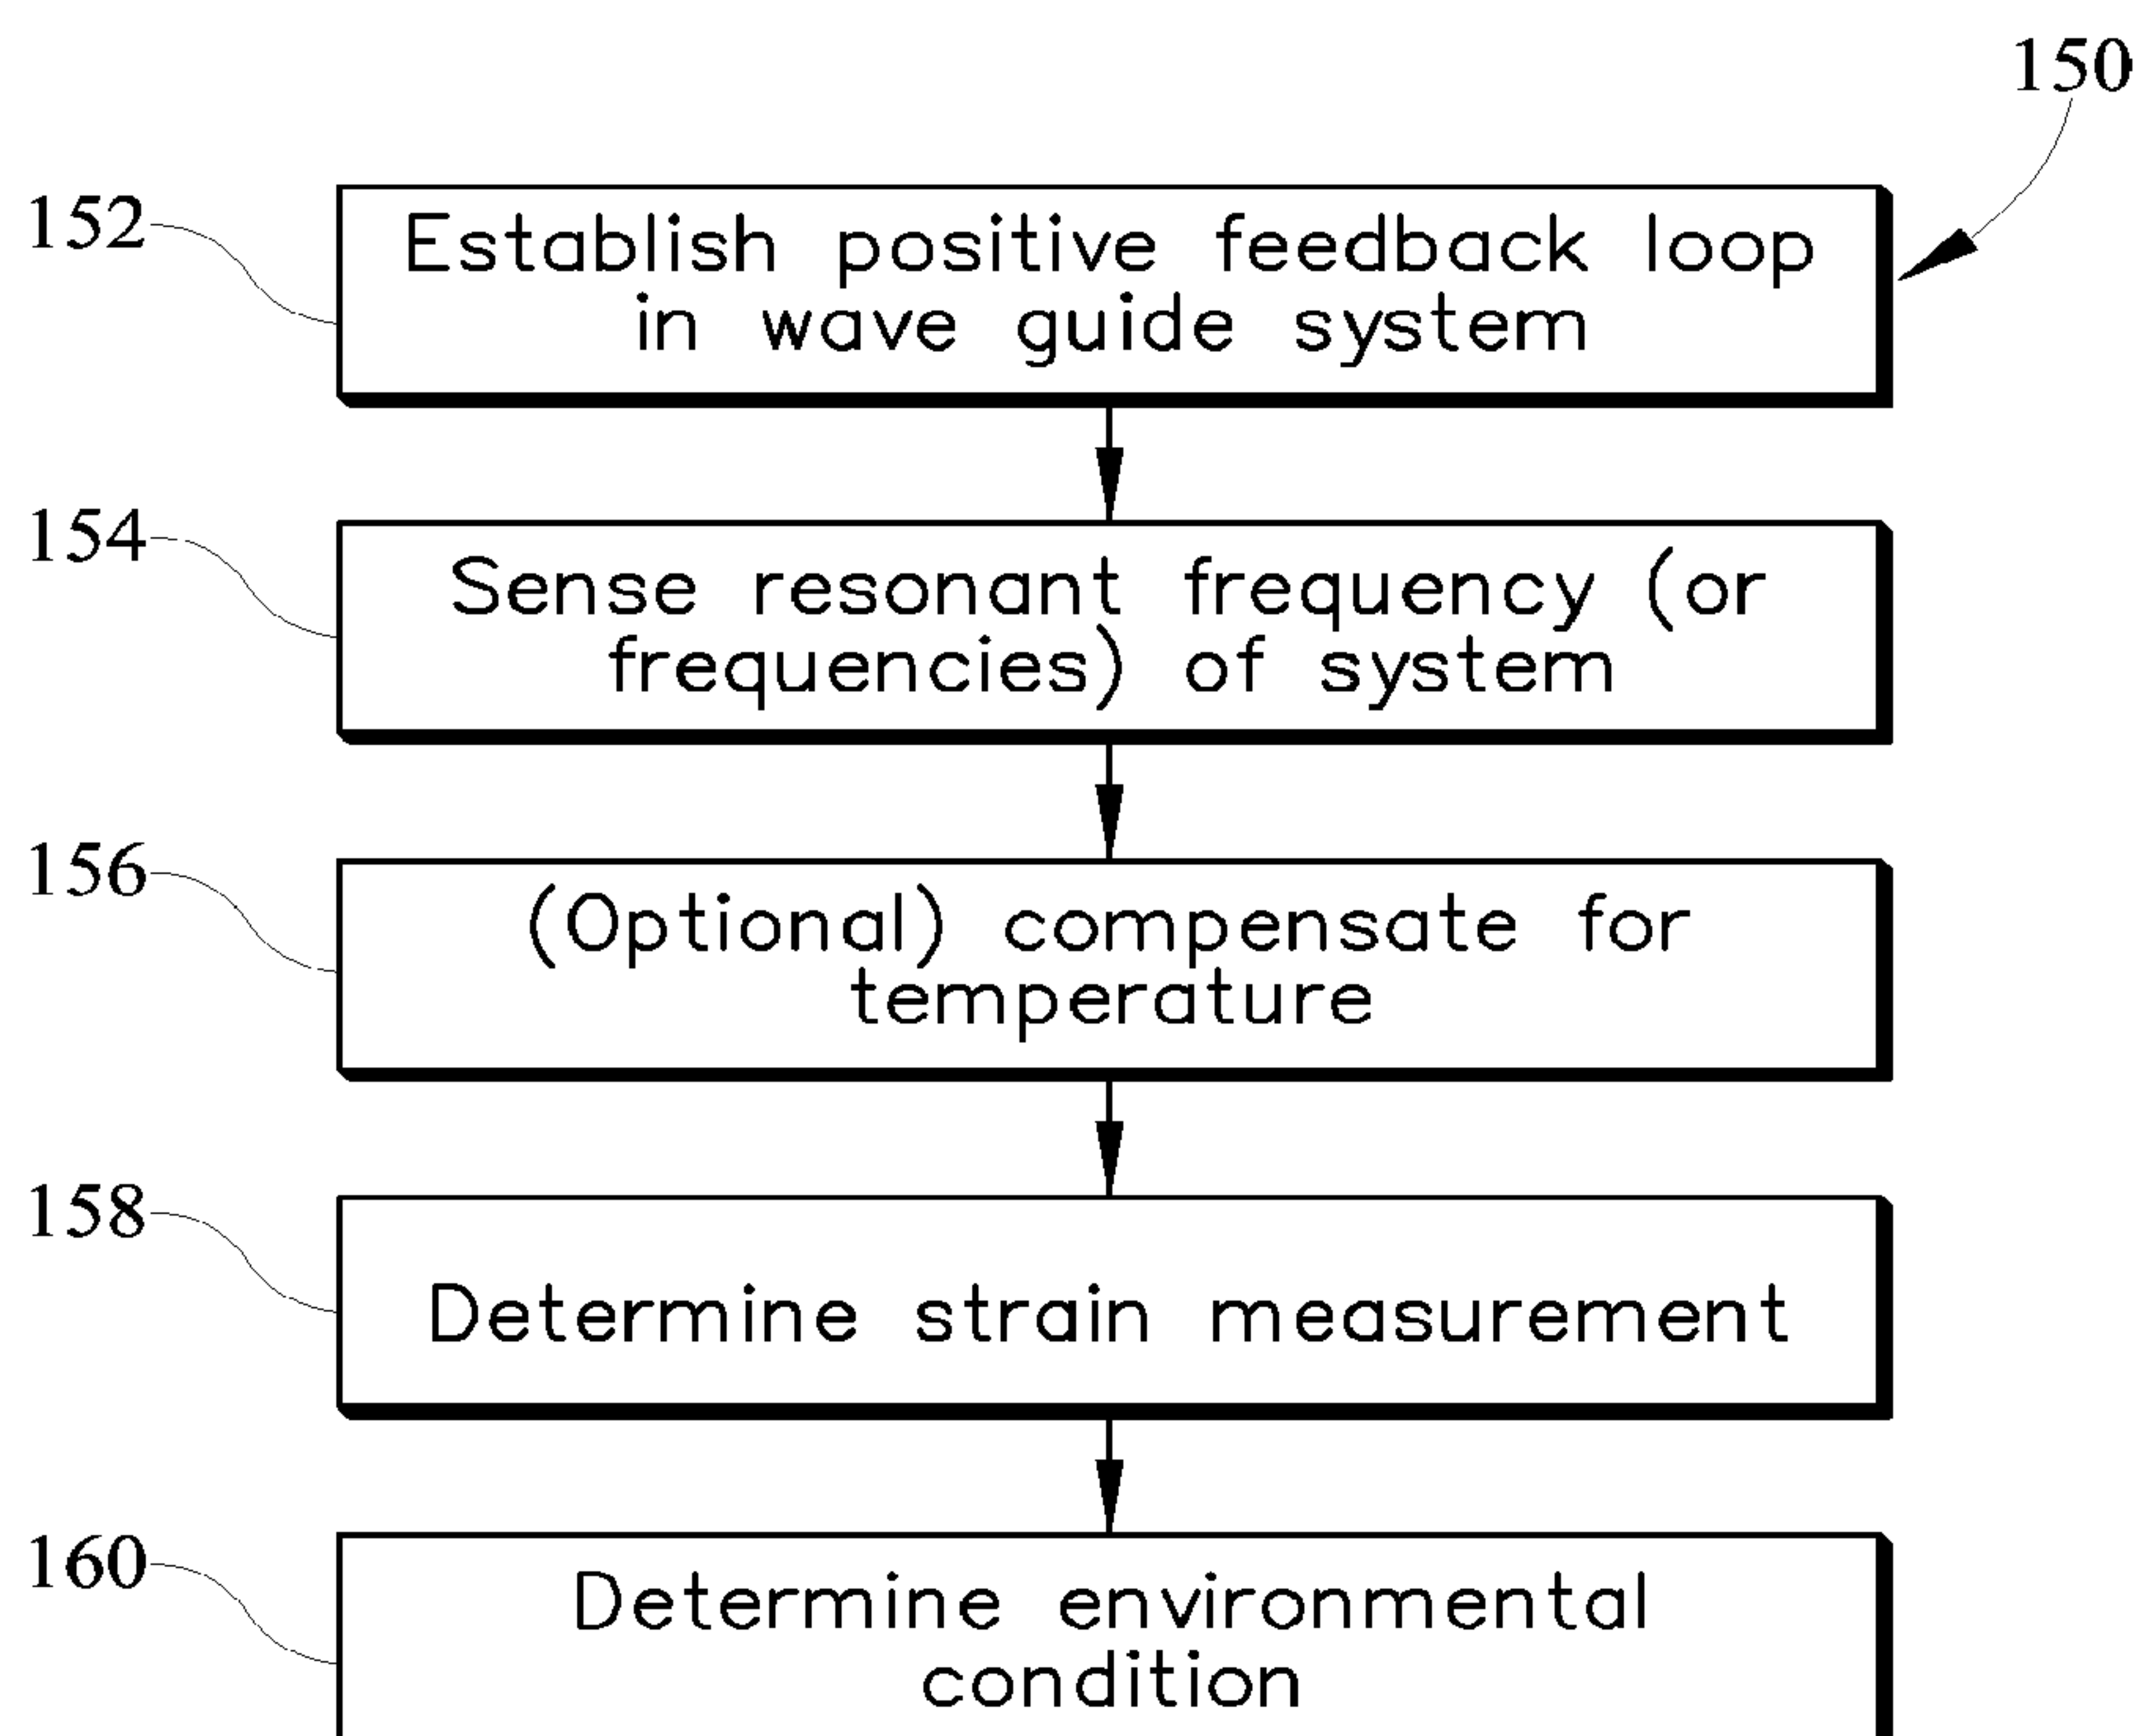 150
152
Establish positive feedback loop
in wave guide system
154
Sense resonant frequency (or
frequencies) of system
156
(Optional) compensate for
temperature
158
Determine strain measurement
160
Determine environmental
condition